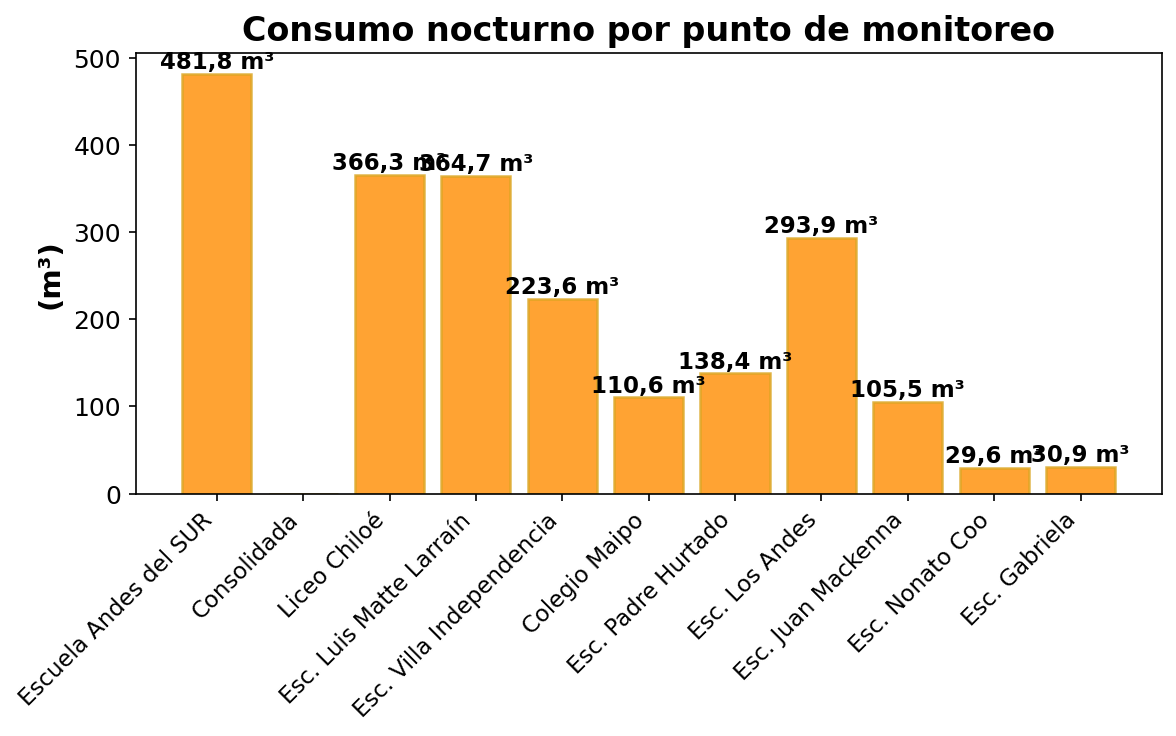 Consumo nocturno por punto de monitoreo
(m³)
500
400
300
200
100
0
481,8 m³
366,3 m³
364,7 m³
223,6 m³
110,6 m³
138,4 m³
293,9 m³
105,5 m³
29,6 m³
30,9 m³
Escuela Andes del SUR
Consolidada
Liceo Chiloé
Esc. Luis Matte Larraín
Esc. Villa Independencia
Colegio Maipo
Esc. Padre Hurtado
Esc. Los Andes
Esc. Juan Mackenna
Esc. Nonato Coo
Esc. Gabriela